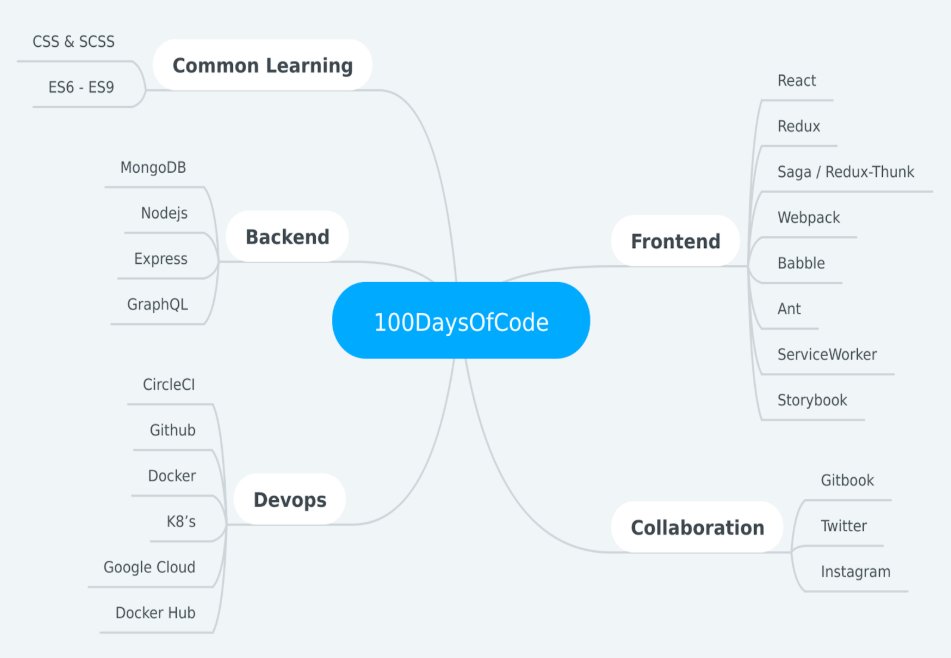 100DaysOfCode
Common Learning
CSS & SCSS
ES6 - ES9
Backend
MongoDB
Nodejs
Express
GraphQL
Devops
CircleCI
Github
Docker
K8’s
Google Cloud
Docker Hub
Frontend
React
Redux
Saga / Redux-Thunk
Webpack
Babble
Ant
ServiceWorker
Storybook
Collaboration
Gitbook
Twitter
Instagram